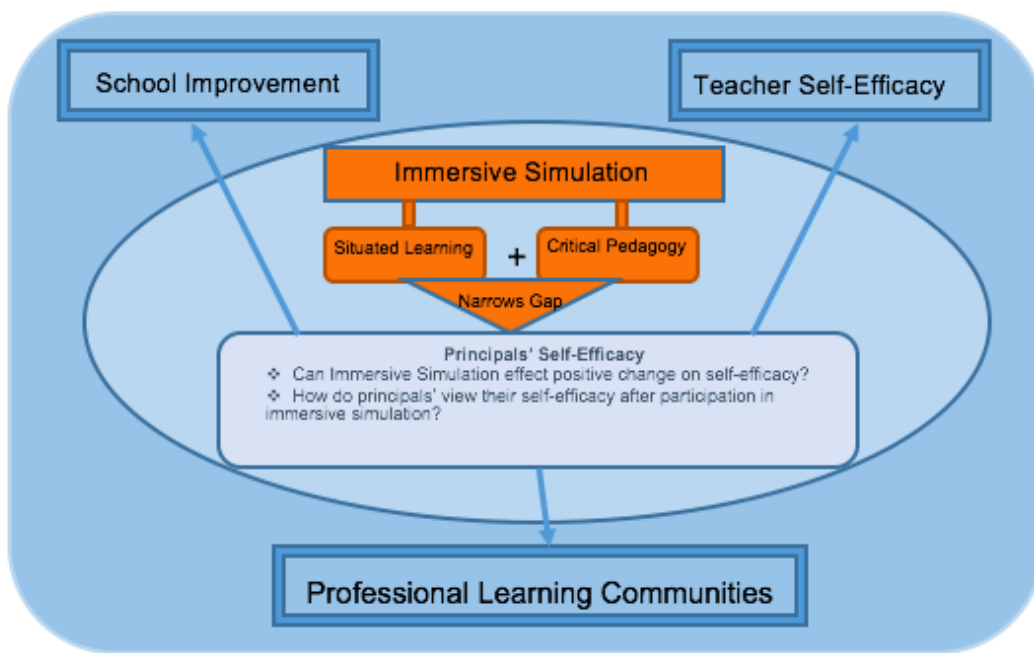 School Improvement
Teacher Self-Efficacy
Immersive Simulation
Situated Learning
+
Critical Pedagogy
Narrows Gap
Principals' Self-Efficacy
❖ Can Immersive Simulation effect positive change on self-efficacy?
❖ How do principals' view their self-efficacy after participation in
immersive simulation?
Professional Learning Communities